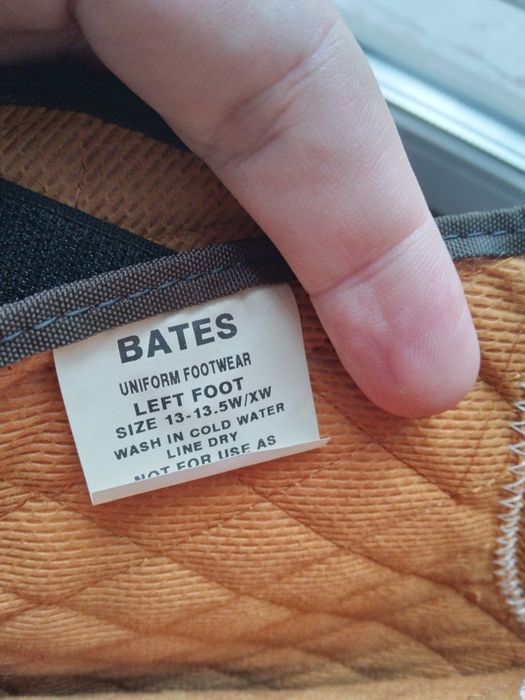 BATES
UNIFORM FOOTWEAR
LEFT FOOT
SIZE 13-13.5W/XW
WASH IN COLD WATER
LINE DRY
NOT FOR USE AS